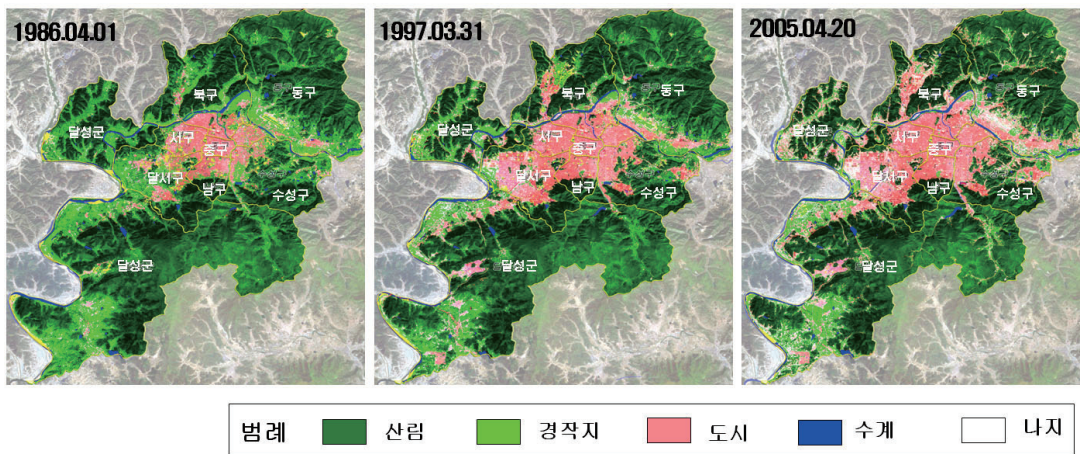 1986.04.01
북구
동구
달성군
서구
중구
달서구
남구
수성구
달성군
1997.03.31
북구
동구
달성군
서구
중구
달서구
남구
수성구
달성군
2005.04.20
북구
동구
달성군
서구
중구
달서구
남구
수성구
달성군
범례 산림 경작지 도시 수계 나지